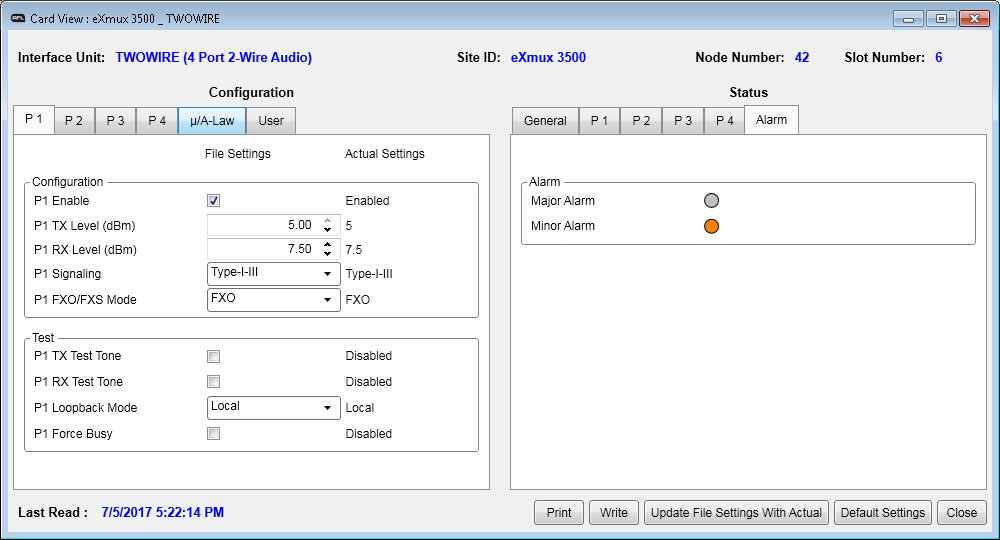 AFL Card View : eXmux 3500 _ TWOWIRE
Interface Unit: TWOWIRE (4 Port 2-Wire Audio) Site ID: eXmux 3500 Node Number: 42 Slot Number: 6
Configuration Status
P 1 P 2 P 3 P 4 µ/A-Law User General P 1 P 2 P 3 P 4 Alarm
File Settings Actual Settings
Configuration Alarm
P1 Enable Enabled Major Alarm
P1 TX Level (dBm) 5.00 5 Minor Alarm
P1 RX Level (dBm) 7.50 7.5
P1 Signaling Type-I-III Type-I-III
P1 FXO/FXS Mode FXO FXO
Test
P1 TX Test Tone Disabled
P1 RX Test Tone Disabled
P1 Loopback Mode Local Local
P1 Force Busy Disabled
Last Read : 7/5/2017 5:22:14 PM Print Write Update File Settings With Actual Default Settings Close